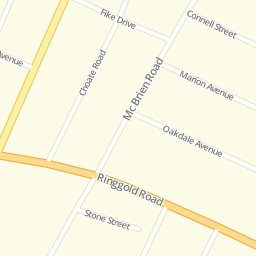 Fike Drive
Connell Street
Avenue
Choate Road
Mc Brien Road
Marion Avenue
Oakdale Avenue
Ringgold Road
Stone Street